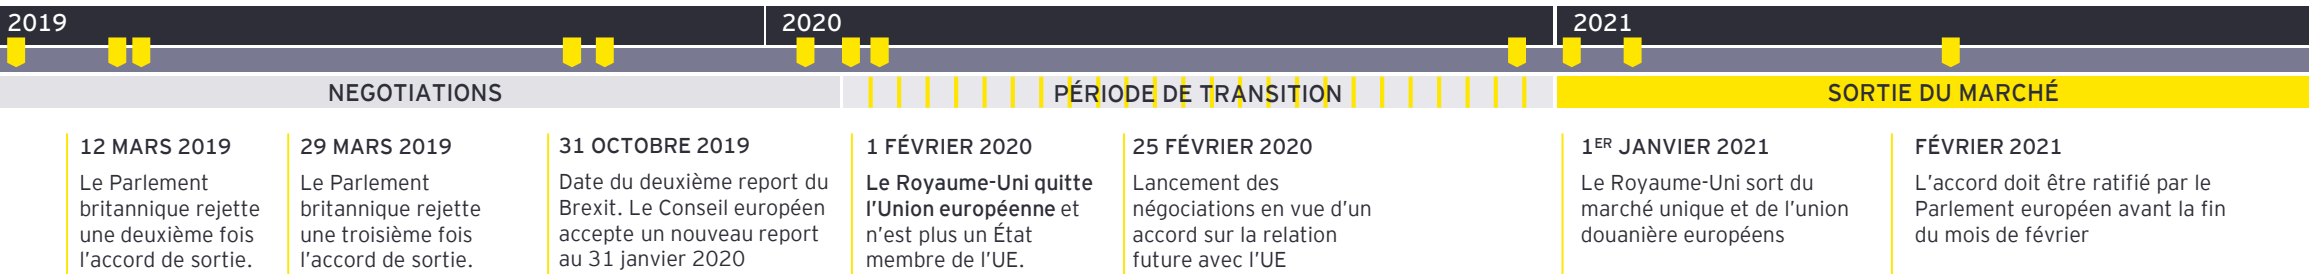 2019
2020
2021
NEGOTIATIONS
PÉRIODE DE TRANSITION
SORTIE DU MARCHÉ
12 MARS 2019
Le Parlement
britannique rejette
une deuxième fois
l'accord de sortie.
29 MARS 2019
Le Parlement
britannique rejette
une troisième fois
l'accord de sortie.
31 OCTOBRE 2019
Date du deuxième report du
Brexit. Le Conseil européen
accepte un nouveau report
au 31 janvier 2020
1 FÉVRIER 2020
Le Royaume-Uni quitte
l'Union européenne et
n'est plus un État
membre de l'UE.
25 FÉVRIER 2020
Lancement des
négociations en vue d'un
accord sur la relation
future avec l'UE
1ER JANVIER 2021
Le Royaume-Uni sort du
marché unique et de l'union
douanière européens
FÉVRIER 2021
L'accord doit être ratifié par le
Parlement européen avant la fin
du mois de février